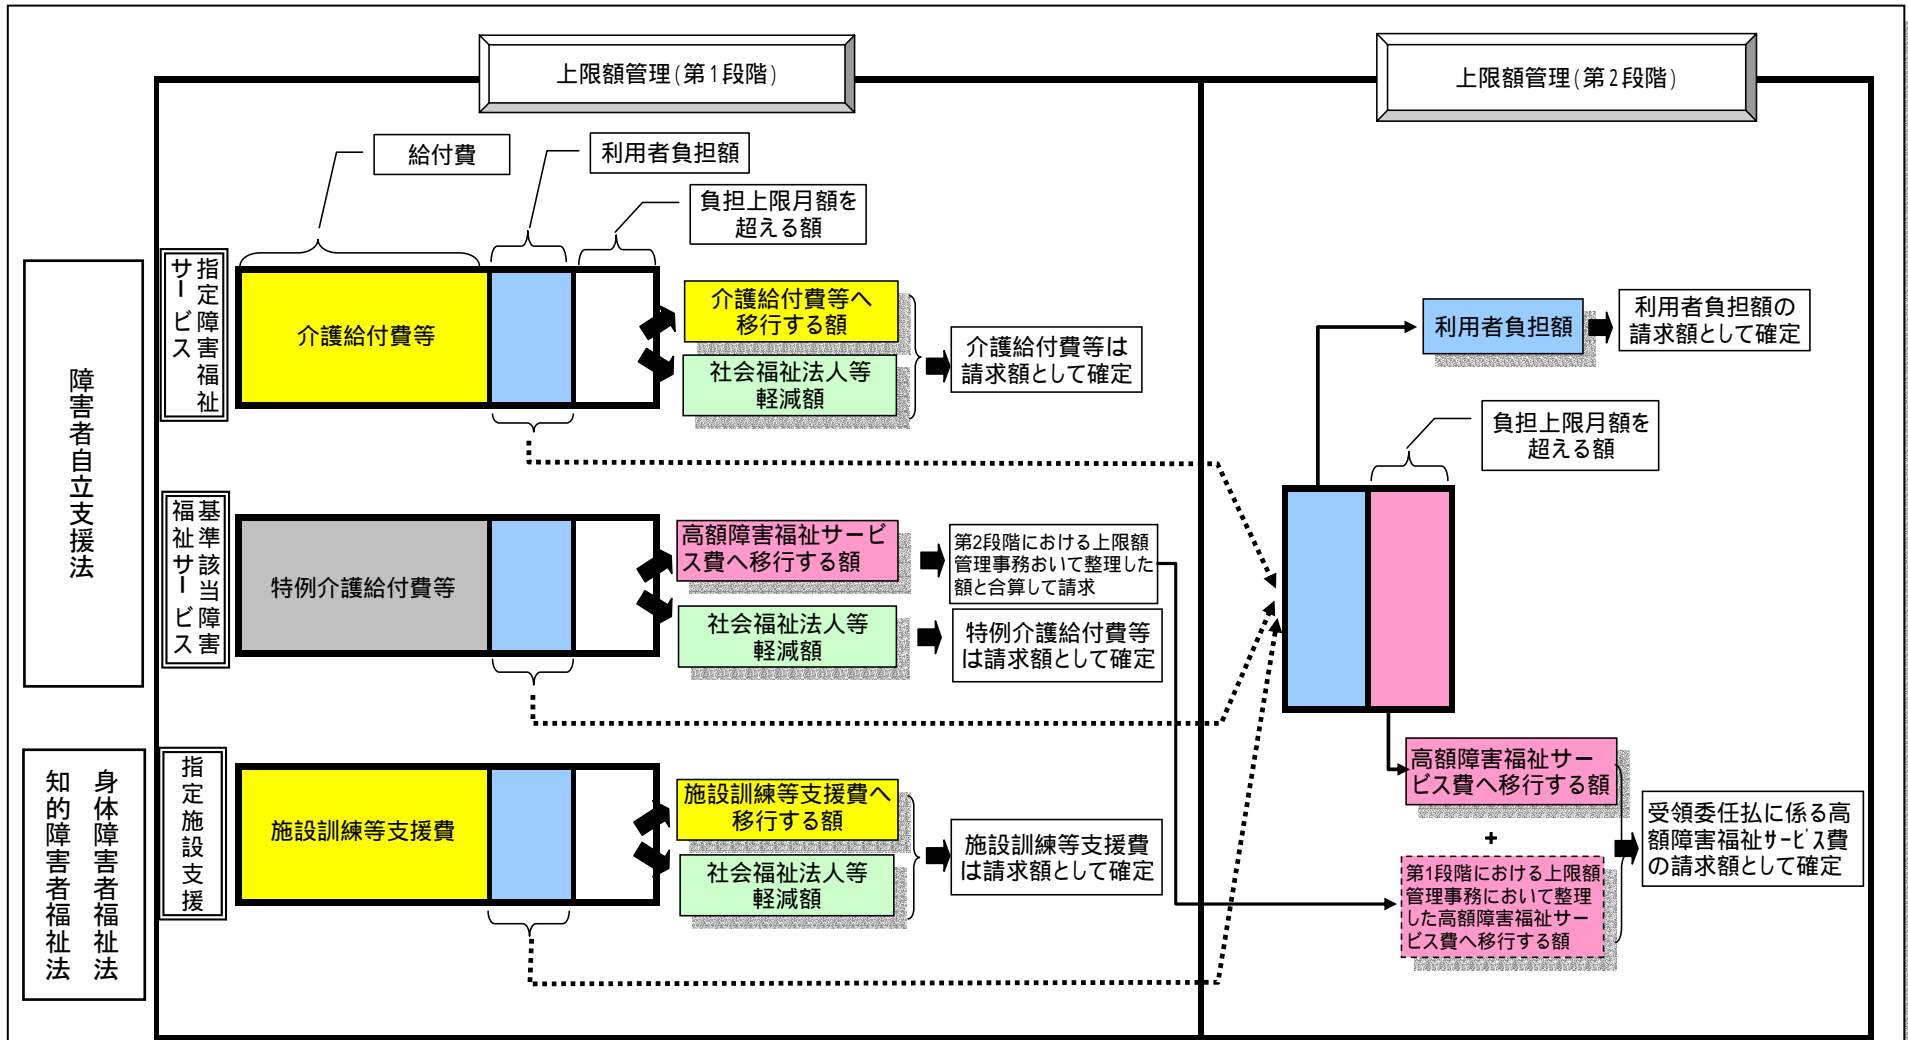 上限額管理(第1段階)
上限額管理(第2段階)
給付費
利用者負担額
負担上限月額を
超える額
障害者自立支援法
指定障害福祉
サービス
介護給付費等
介護給付費等へ
移行する額
社会福祉法人等
軽減額
介護給付費等は
請求額として確定
基準該当障害
福祉サービス
特例介護給付費等
高額障害福祉サービ
ス費へ移行する額
社会福祉法人等
軽減額
第2段階における上限額
管理事務おいて整理した
額と合算して請求
特例介護給付費等
は請求額として確定
身体障害者福祉法
知的障害者福祉法
指定施設支援
施設訓練等支援費
施設訓練等支援費へ
移行する額
社会福祉法人等
軽減額
施設訓練等支援費
は請求額として確定
利用者負担額
利用者負担額の
請求額として確定
負担上限月額を
超える額
高額障害福祉サー
ビス費へ移行する額
+
第1段階における上限額
管理事務において整理
した高額障害福祉サー
ビス費へ移行する額
受領委任払に係る高
額障害福祉サービス費
の請求額として確定